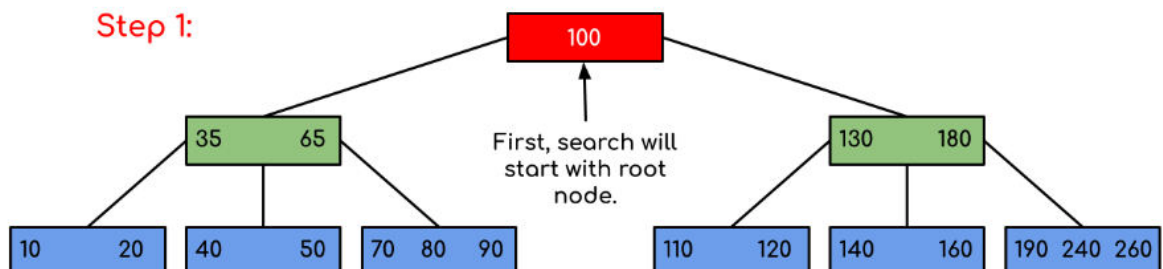 Step 1:
100
35 65
First, search will
start with root
node.
130 180
10 20
40 50
70 80 90
110 120
140 160
190 240 260